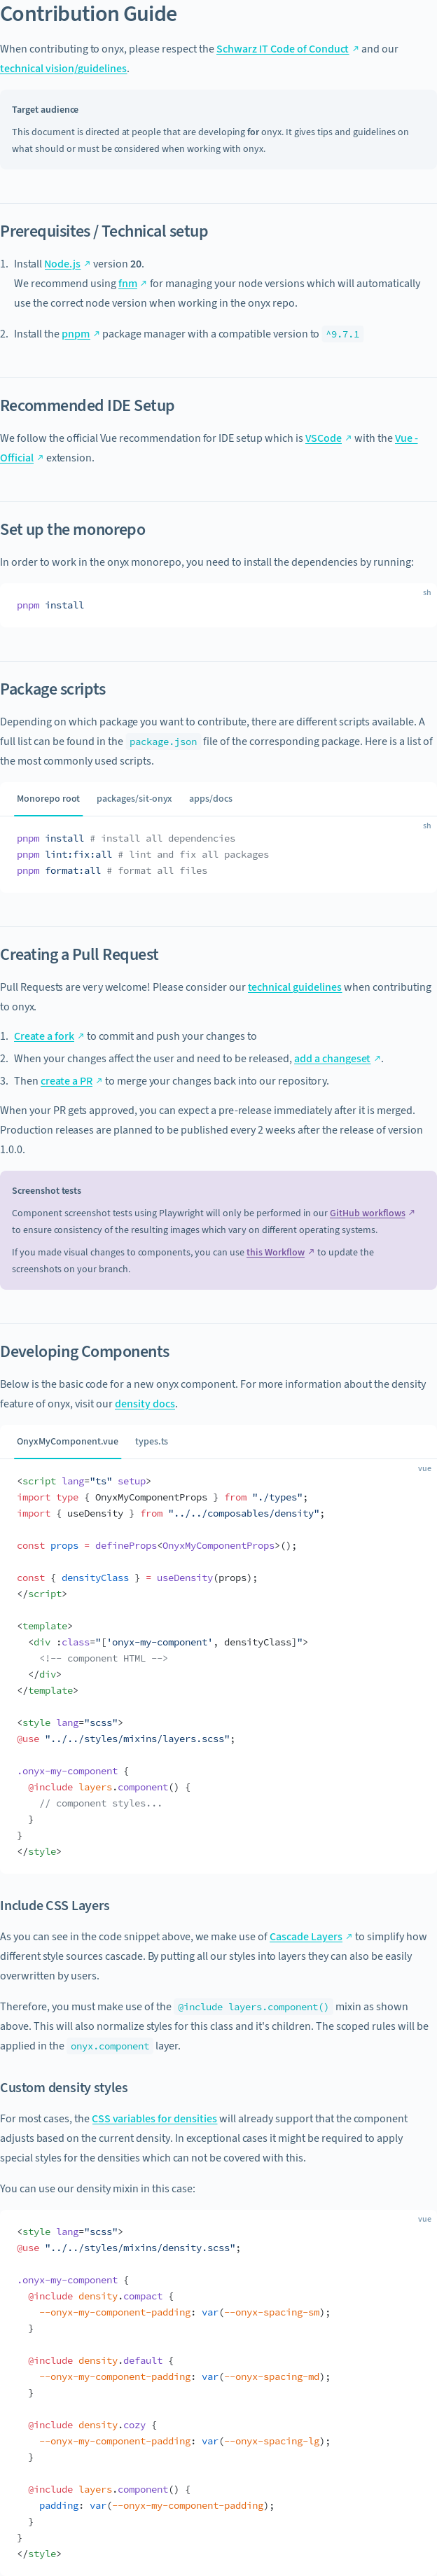 Contribution Guide
When contributing to onyx, please respect the Schwarz IT Code of Conduct ↗ and our
technical vision/guidelines.
Target audience
This document is directed at people that are developing for onyx. It gives tips and guidelines on
what should or must be considered when working with onyx.
Prerequisites / Technical setup
1. Install Node.js ↗ version 20.
We recommend using fnm ↗ for managing your node versions which will automatically
use the correct node version when working in the onyx repo.
2. Install the pnpm ↗ package manager with a compatible version to ^9.7.1
Recommended IDE Setup
We follow the official Vue recommendation for IDE setup which is VSCode ↗ with the Vue -
Official ↗ extension.
Set up the monorepo
In order to work in the onyx monorepo, you need to install the dependencies by running:
sh
pnpm install
Package scripts
Depending on which package you want to contribute, there are different scripts available. A
full list can be found in the package.json file of the corresponding package. Here is a list of
the most commonly used scripts.
Monorepo root packages/sit-onyx apps/docs
sh
pnpm install # install all dependencies
pnpm lint:fix:all # lint and fix all packages
pnpm format:all # format all files
Creating a Pull Request
Pull Requests are very welcome! Please consider our technical guidelines when contributing
to onyx.
1. Create a fork ↗ to commit and push your changes to
2. When your changes affect the user and need to be released, add a changeset ↗.
3. Then create a PR ↗ to merge your changes back into our repository.
When your PR gets approved, you can expect a pre-release immediately after it is merged.
Production releases are planned to be published every 2 weeks after the release of version
1.0.0.
Screenshot tests
Component screenshot tests using Playwright will only be performed in our GitHub workflows ↗
to ensure consistency of the resulting images which vary on different operating systems.
If you made visual changes to components, you can use this Workflow ↗ to update the
screenshots on your branch.
Developing Components
Below is the basic code for a new onyx component. For more information about the density
feature of onyx, visit our density docs.
OnyxMyComponent.vue types.ts
vue
<script lang="ts" setup>
import type { OnyxMyComponentProps } from "./types";
import { useDensity } from "../../composables/density";
const props = defineProps<OnyxMyComponentProps>();
const { densityClass } = useDensity(props);
</script>
<template>
<div :class="['onyx-my-component', densityClass]">
<!-- component HTML -->
</div>
</template>
<style lang="scss">
@use "../../styles/mixins/layers.scss";
.onyx-my-component {
@include layers.component() {
// component styles...
}
}
</style>
Include CSS Layers
As you can see in the code snippet above, we make use of Cascade Layers ↗ to simplify how
different style sources cascade. By putting all our styles into layers they can also be easily
overwritten by users.
Therefore, you must make use of the @include layers.component() mixin as shown
above. This will also normalize styles for this class and it's children. The scoped rules will be
applied in the onyx.component layer.
Custom density styles
For most cases, the CSS variables for densities will already support that the component
adjusts based on the current density. In exceptional cases it might be required to apply
special styles for the densities which can not be covered with this.
You can use our density mixin in this case:
vue
<style lang="scss">
@use "../../styles/mixins/density.scss";
.onyx-my-component {
@include density.compact {
--onyx-my-component-padding: var(--onyx-spacing-sm);
}
@include density.default {
--onyx-my-component-padding: var(--onyx-spacing-md);
}
@include density.cozy {
--onyx-my-component-padding: var(--onyx-spacing-lg);
}
@include layers.component() {
padding: var(--onyx-my-component-padding);
}
}
</style>